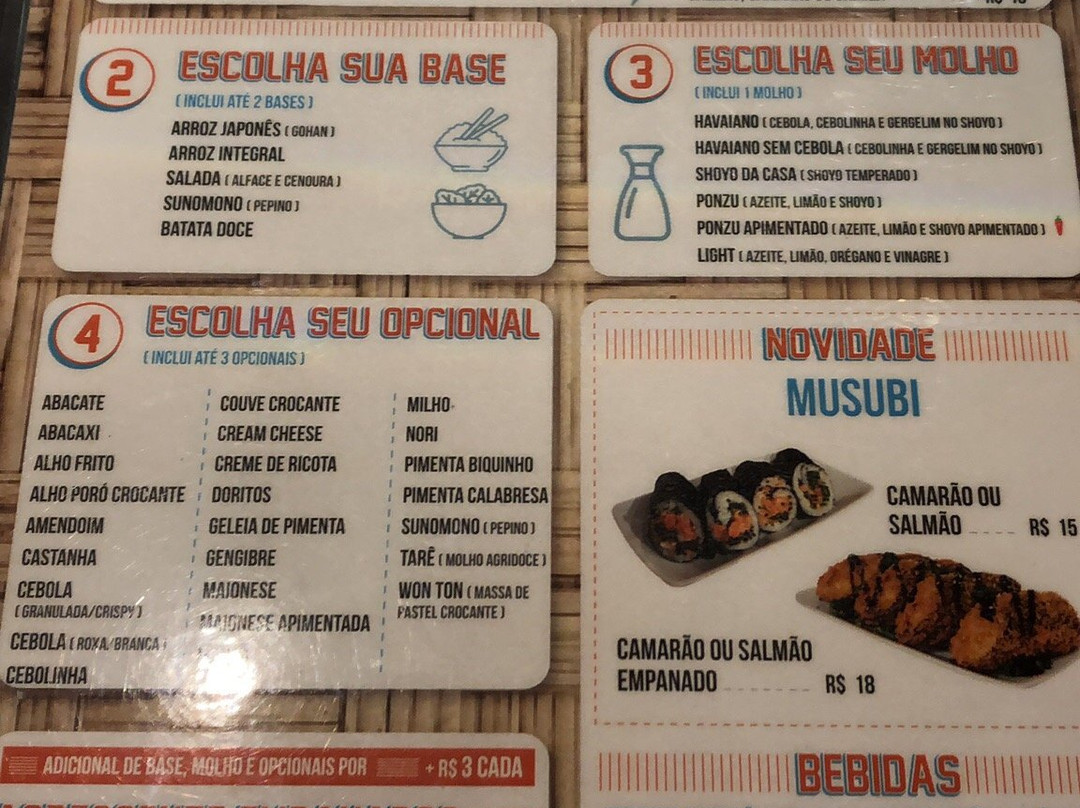 2
ESCOLHA SUA BASE
( INCLUI ATÉ 2 BASES )
ARROZ JAPONÊS ( GOHAN )
ARROZ INTEGRAL
SALADA ( ALFACE E CENOURA )
SUNOMONO ( PEPINO )
BATATA DOCE
3
ESCOLHA SEU MOLHO
( INCLUI 1 MOLHO )
HAVAIANO ( CEBOLA, CEBOLINHA E GERGELIM NO SHOYO )
HAVAIANO SEM CEBOLA ( CEBOLINHA E GERGELIM NO SHOYO )
SHOYO DA CASA ( SHOYO TEMPERADO )
PONZU ( AZEITE, LIMÃO E SHOYO )
PONZU APIMENTADO ( AZEITE, LIMÃO E SHOYO APIMENTADO )
LIGHT ( AZEITE, LIMÃO, ORÉGANO E VINAGRE )
4
ESCOLHA SEU OPCIONAL
( INCLUI ATÉ 3 OPCIONAIS )
ABACATE
ABACAXI
ALHO FRITO
ALHO PORÓ CROCANTE
AMENDOIM
CASTANHA
CEBOLA
( GRANULADA/CRISPY )
CEBOLA ( ROXA/BRANCA )
CEBOLINHA
COUVE CROCANTE
CREAM CHEESE
CREME DE RICOTA
DORITOS
GELEIA DE PIMENTA
GENGIBRE
MAIONESE
MAIONESE APIMENTADA
MILHO
NORI
PIMENTA BIQUINHO
PIMENTA CALABRESA
SUNOMONO ( PEPINO )
TARÊ ( MOLHO AGRIDOCE )
WON TON ( MASSA DE
PASTEL CROCANTE )
NOVIDADE
MUSUBI
CAMARÃO OU
SALMÃO ---- R$ 15
CAMARÃO OU SALMÃO
EMPANADO -------- R$ 18
ADICIONAL DE BASE, MOLHO E OPCIONAIS POR + R$ 3 CADA
BEBIDAS